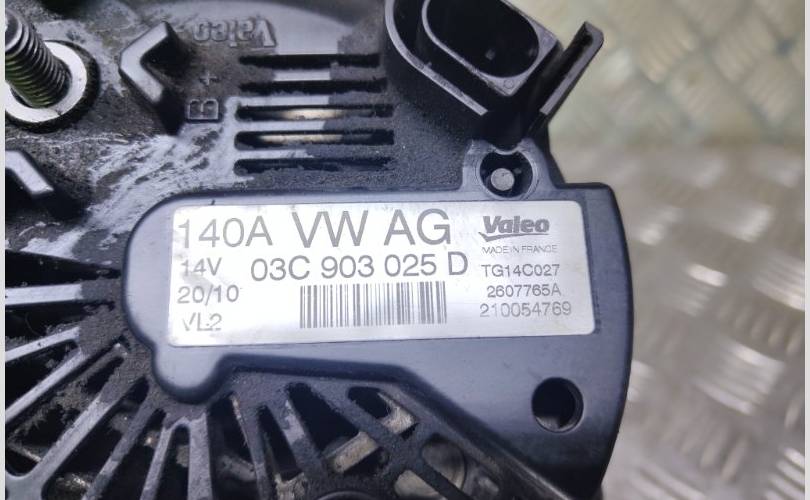 Valeo
B+
140A VW AG Valeo
MADE IN FRANCE
14V 03C 903 025 D TG14C027
20/10 2607765A
VL2 210054769